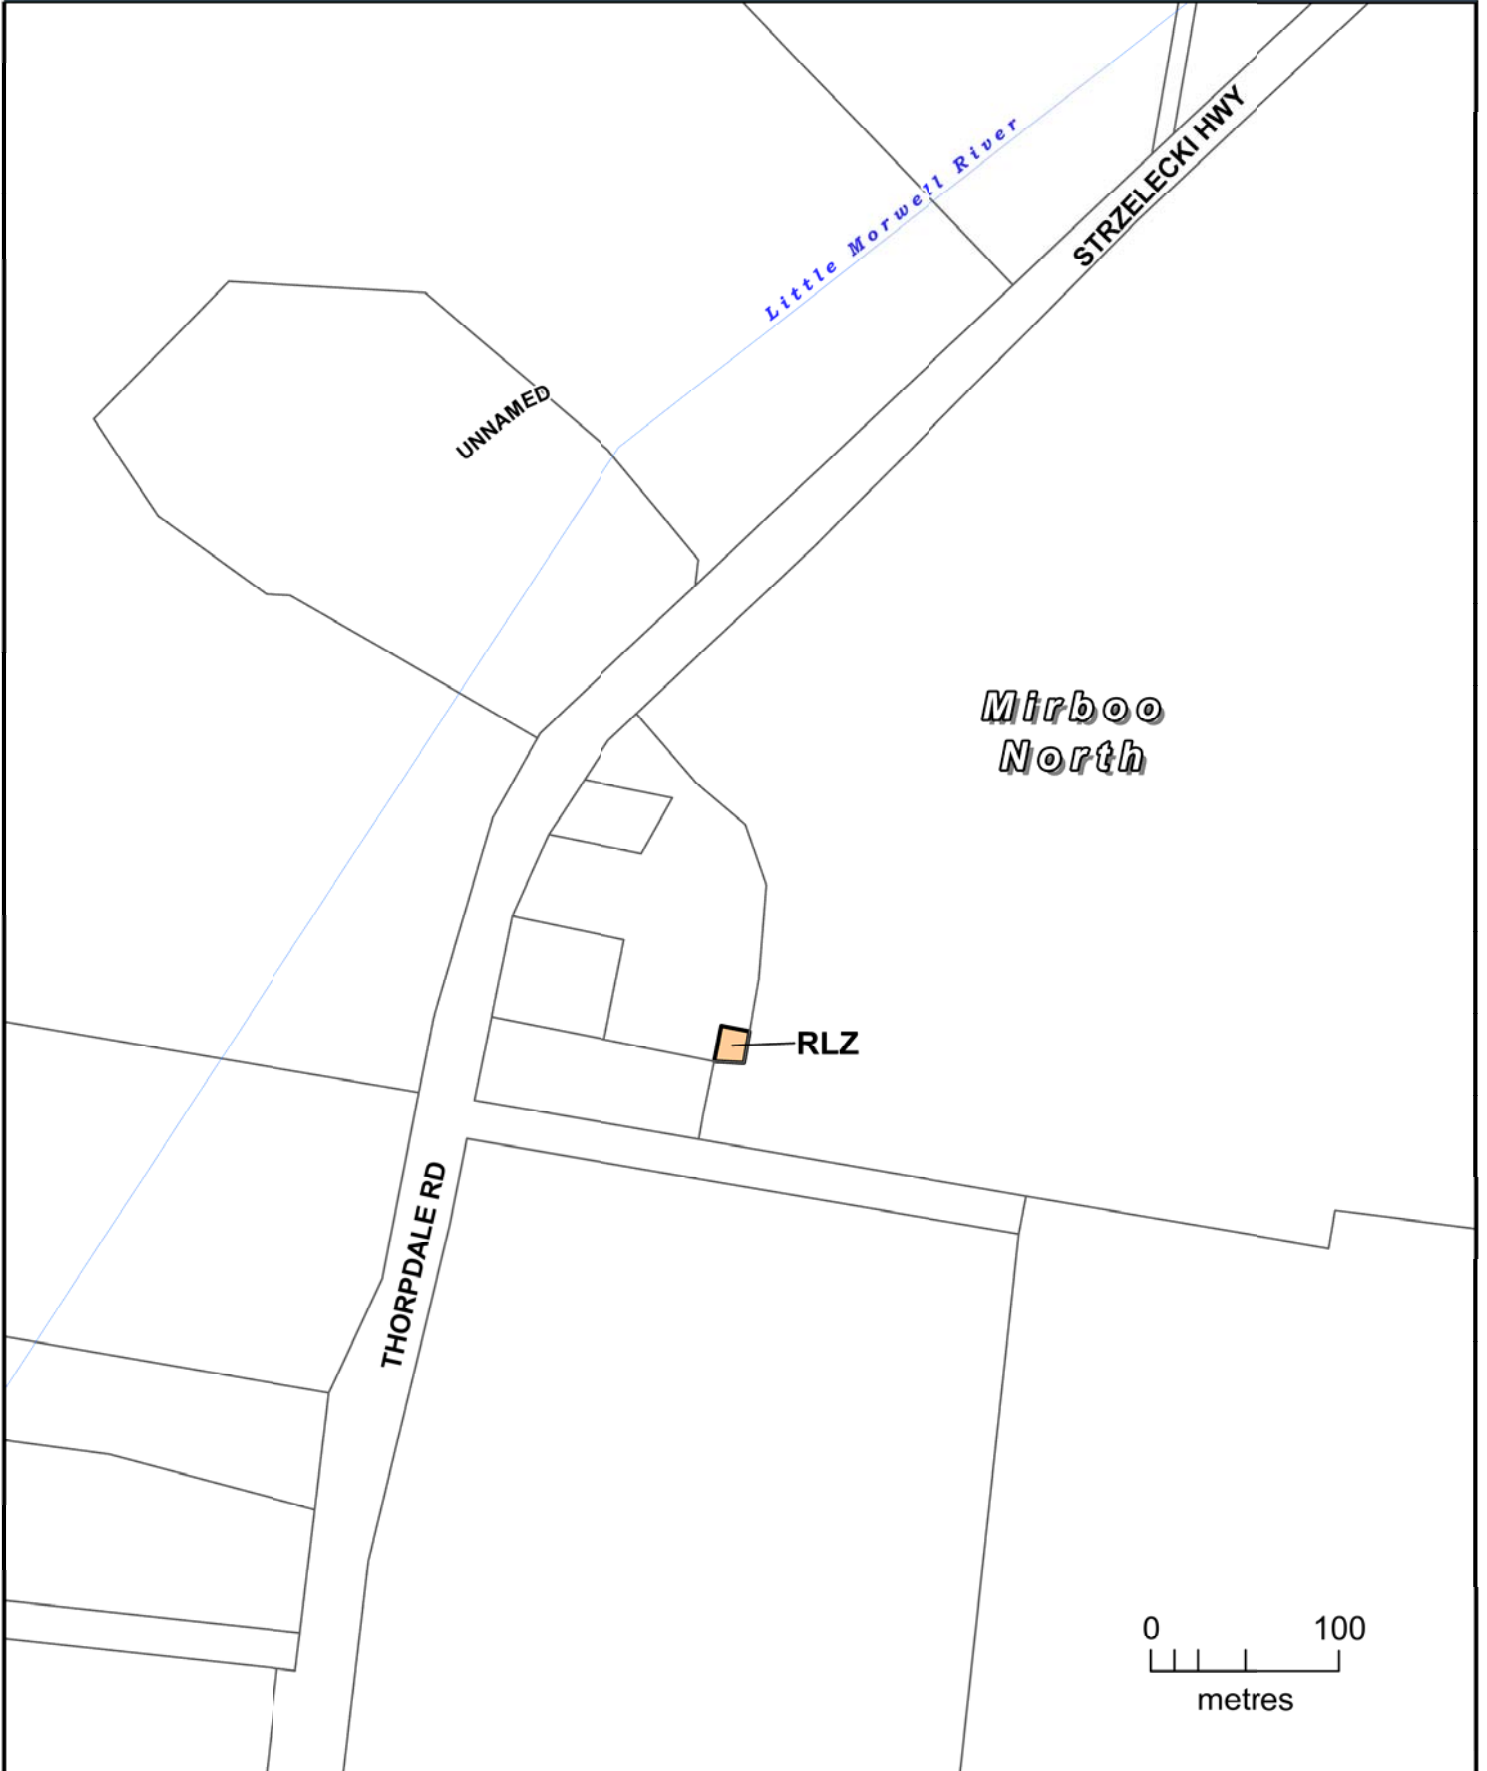 STRZELECKI HWY
Little Morwell River
UNNAMED
Mirboo
North
RLZ
THORPDALE RD
0 100
metres